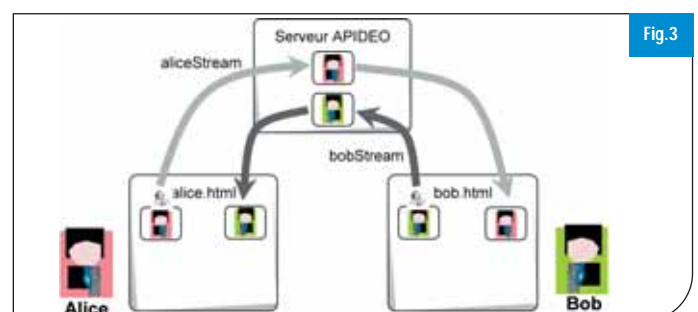 Fig.3
Serveur APIDEO
aliceStream
bobStream
alice.html
bob.html
Alice
Bob